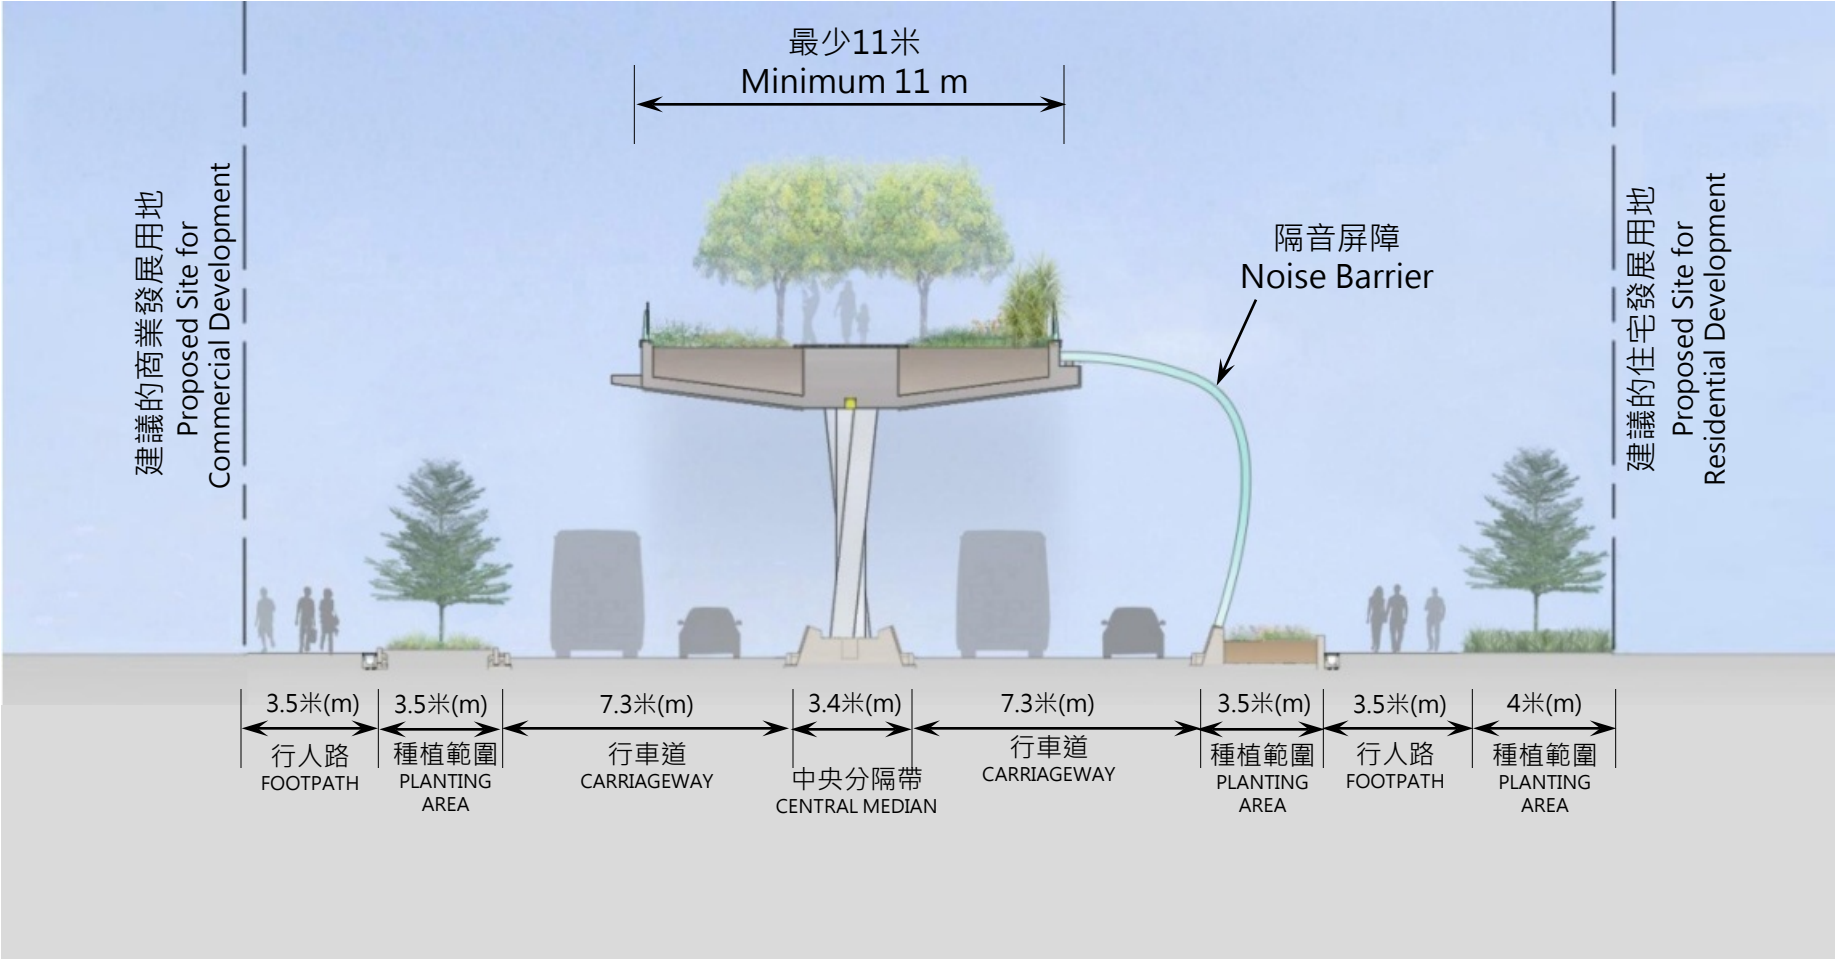 最少11米
Minimum 11 m
建議的商業發展用地
Proposed Site for
Commercial Development
隔音屏障
Noise Barrier
建議的住宅發展用地
Proposed Site for
Residential Development
3.5米(m)
行人路
FOOTPATH
3.5米(m)
種植範圍
PLANTING
AREA
7.3米(m)
行車道
CARRIAGEWAY
3.4米(m)
中央分隔帶
CENTRAL MEDIAN
7.3米(m)
行車道
CARRIAGEWAY
3.5米(m)
種植範圍
PLANTING
AREA
3.5米(m)
行人路
FOOTPATH
4米(m)
種植範圍
PLANTING
AREA